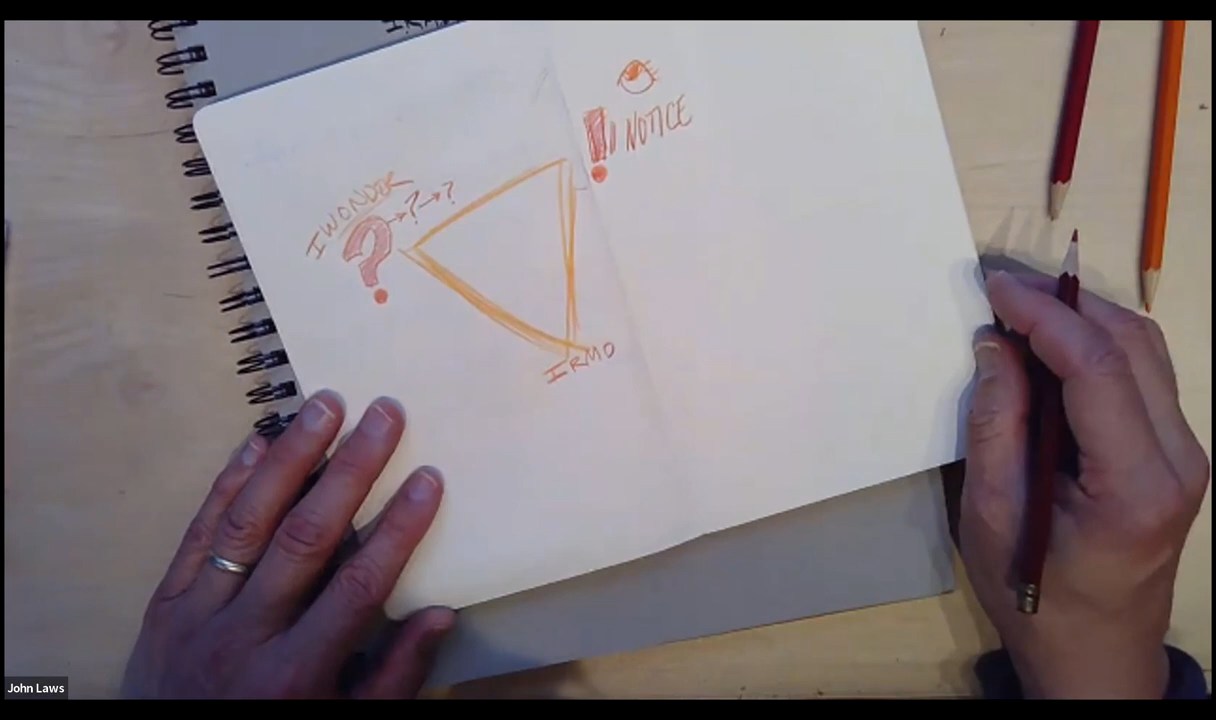 I NOTICE
I WONDER
? → ? → ?
IRMO
John Laws